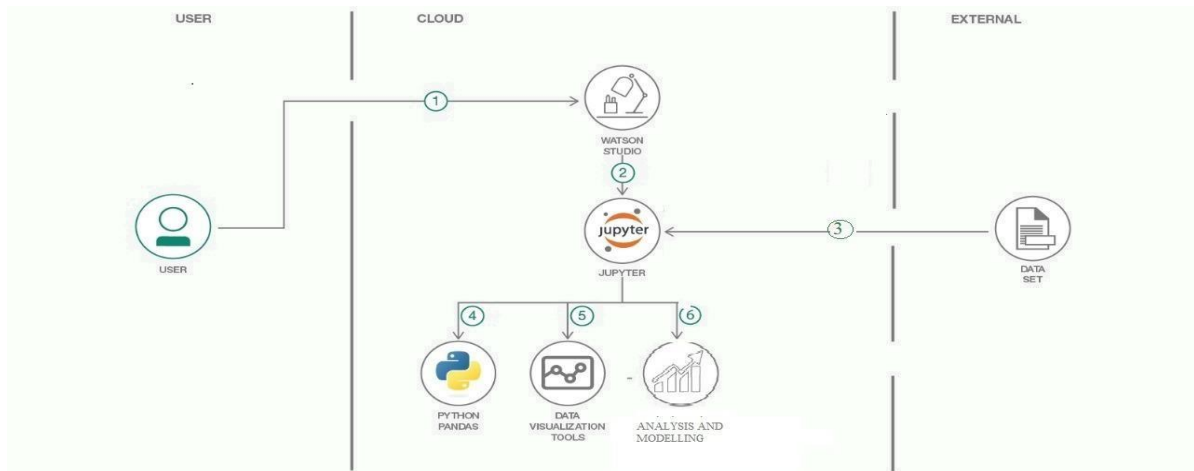 USER
CLOUD
EXTERNAL
1
WATSON
STUDIO
2
jupyter
JUPYTER
3
USER
DATA
SET
4
5
6
PYTHON
PANDAS
DATA
VISUALIZATION
TOOLS
ANALYSIS AND
MODELLING